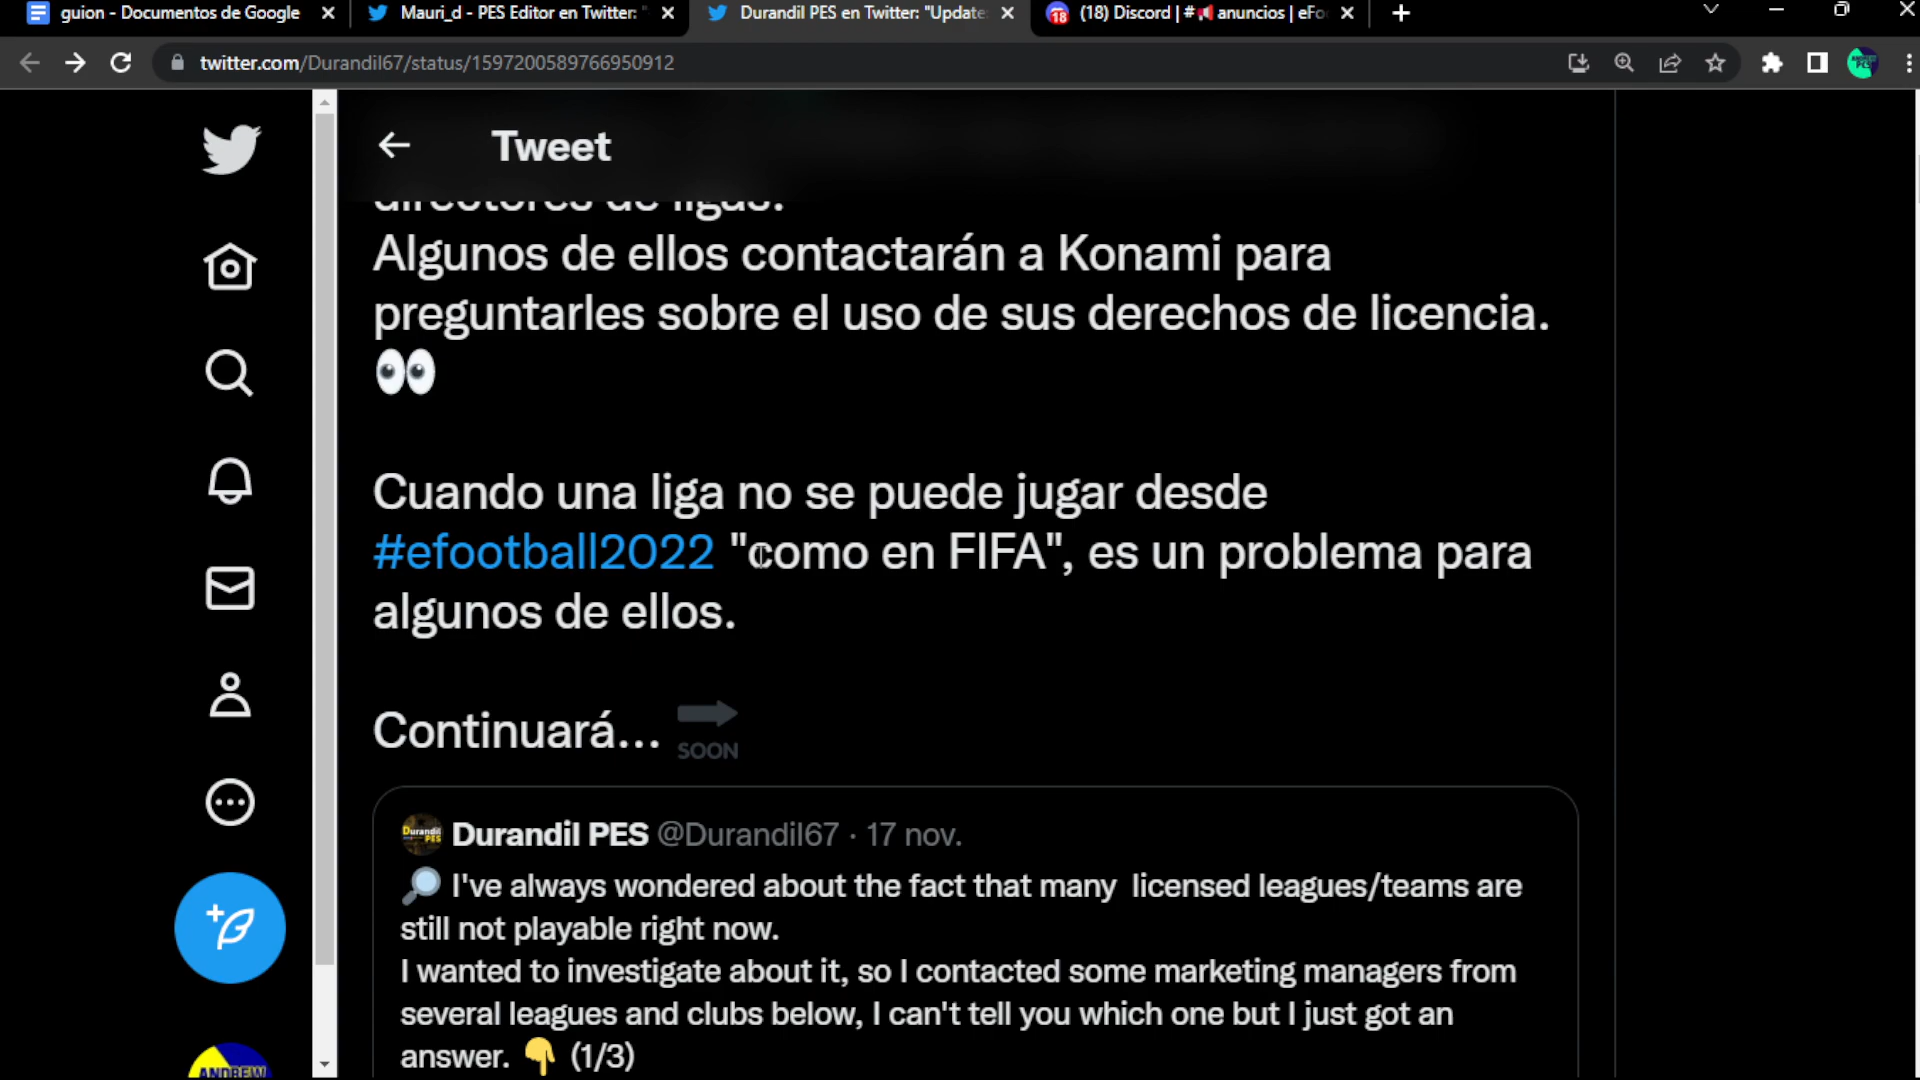 guion - Documentos de Google
Mauri_d - PES Editor en Twitter: "
Durandil PES en Twitter: "Update
(18) Discord | # anuncios | eFo
twitter.com/Durandil67/status/1597200589766950912
Tweet
directores de ligas.
Algunos de ellos contactarán a Konami para
preguntarles sobre el uso de sus derechos de licencia.
Cuando una liga no se puede jugar desde
#efootball2022 "como en FIFA", es un problema para
algunos de ellos.
Continuará...
SOON
Durandil PES @Durandil67 · 17 nov.
I've always wondered about the fact that many licensed leagues/teams are
still not playable right now.
I wanted to investigate about it, so I contacted some marketing managers from
several leagues and clubs below, I can't tell you which one but I just got an
answer. (1/3)
ANDREW